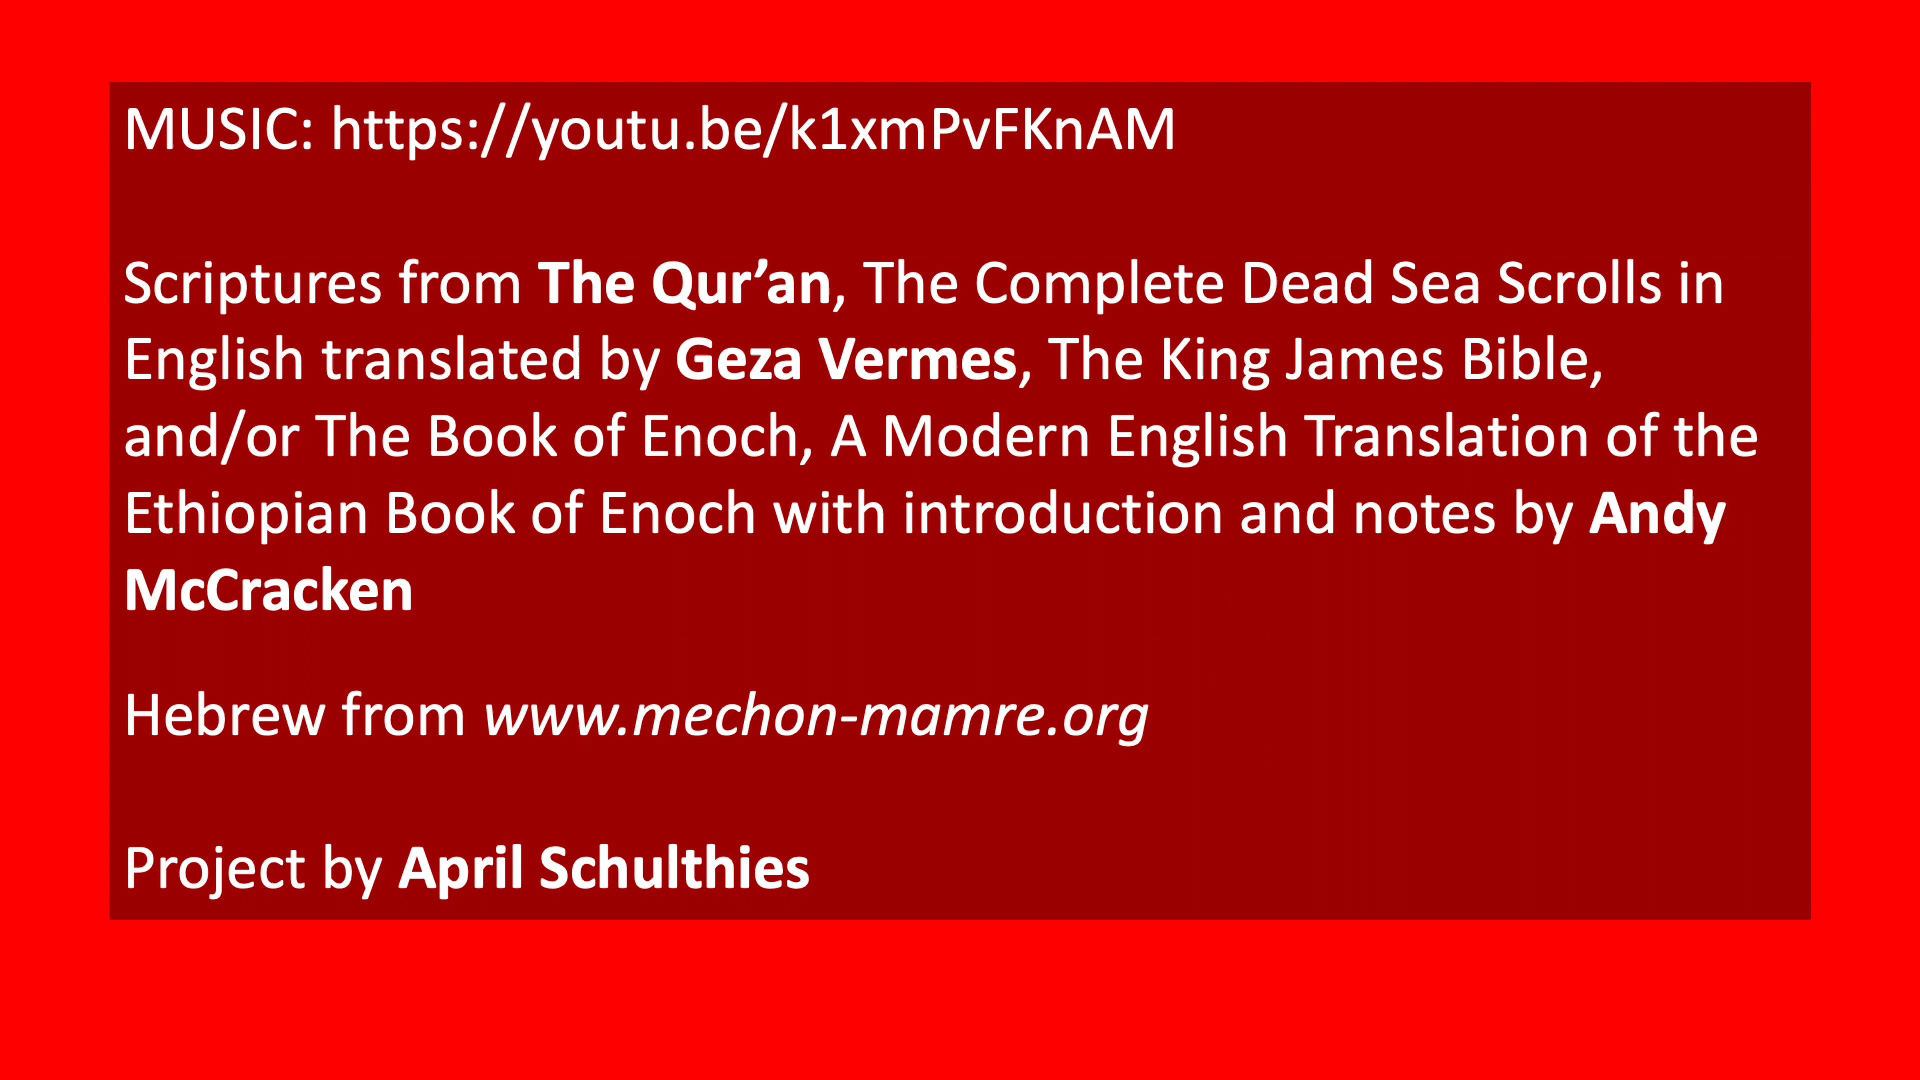 MUSIC: https://youtu.be/k1xmPvFKnAM
Scriptures from The Qur’an, The Complete Dead Sea Scrolls in
English translated by Geza Vermes, The King James Bible,
and/or The Book of Enoch, A Modern English Translation of the
Ethiopian Book of Enoch with introduction and notes by Andy
McCracken
Hebrew from www.mechon-mamre.org
Project by April Schulthies